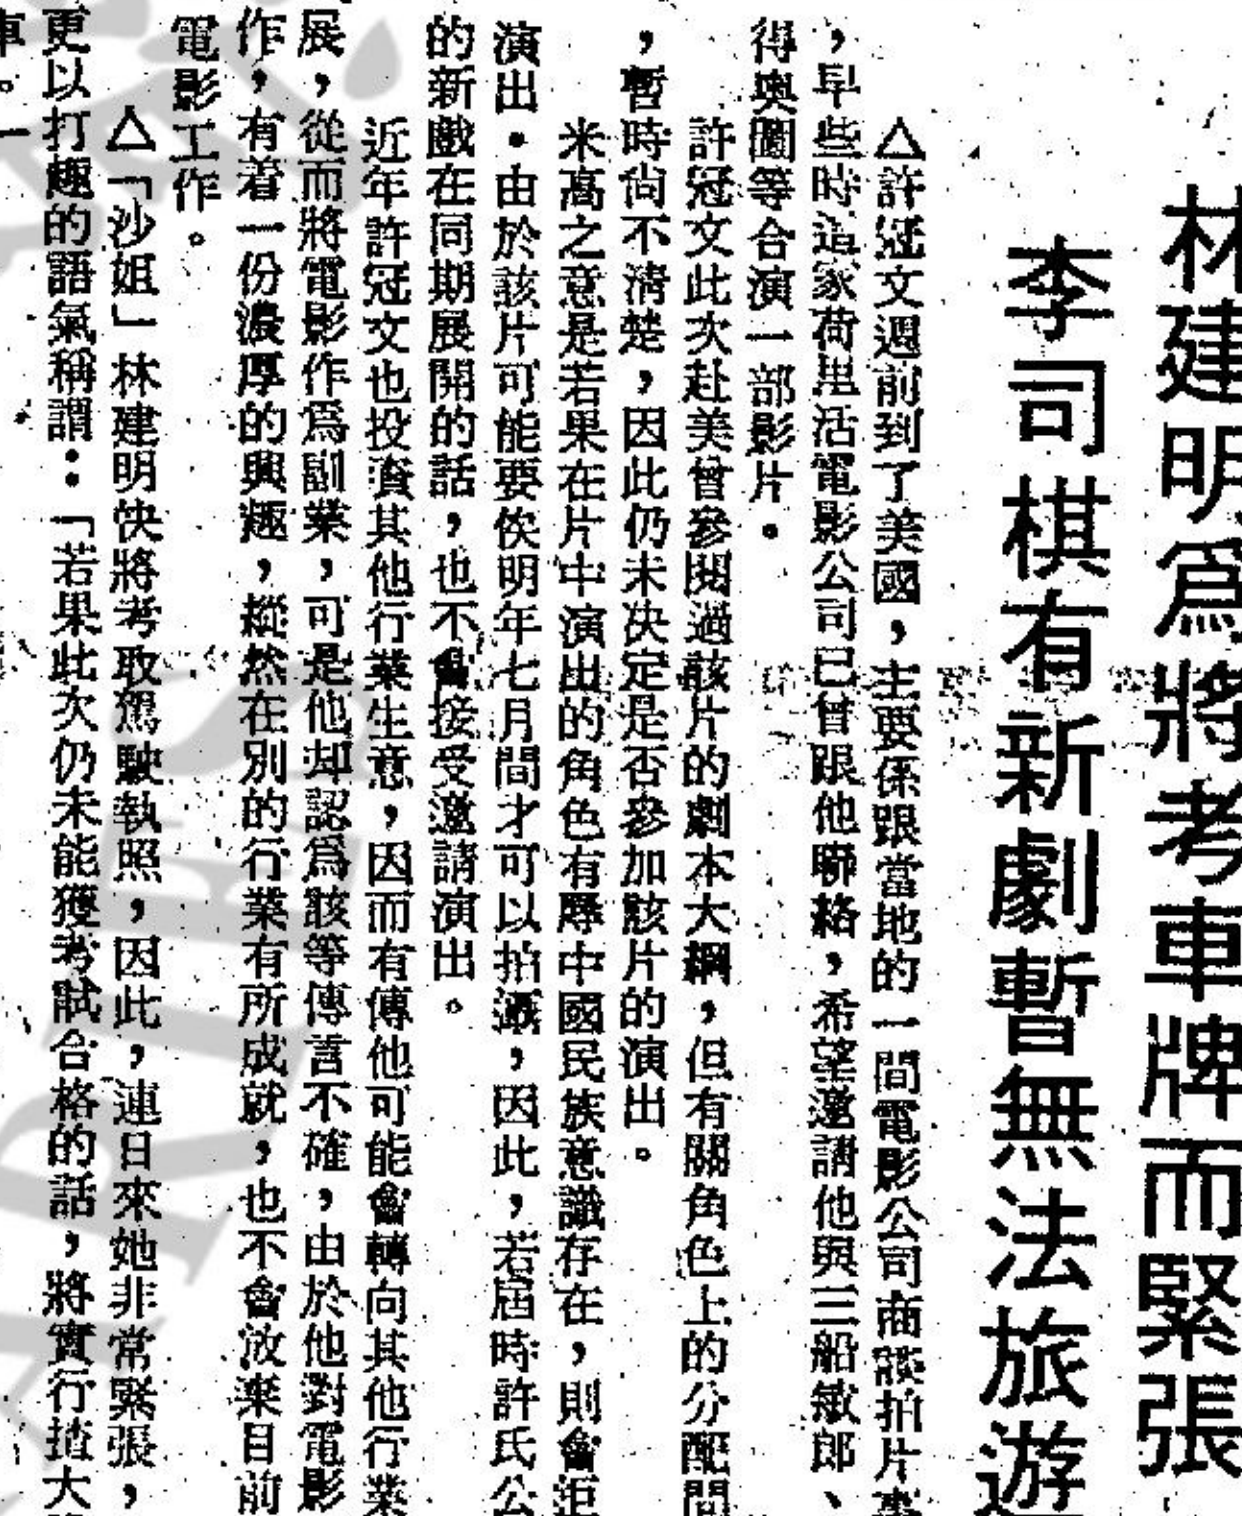 林建明爲將考車牌而緊張
李司棋有新劇暫無法旅遊
△許冠文週前到了美國，主要係跟當地的一間電影公司商談拍片事
，早些時這家荷里活電影公司已曾跟他聯絡，希望邀請他與三船敏郎、
得奧圖等合演一部影片。
許冠文此次赴美曾參閱過該片的劇本大綱，但有關角色上的分配問
，暫時尙不清楚，因此仍未決定是否參加該片的演出。
米高之意是若果在片中演出的角色有辱中國民族意識存在，則會拒
演出。由於該片可能要俟明年七月間才可以拍攝，因此，若屆時許氏公
的新戲在同期展開的話，也不會接受邀請演出。
近年許冠文也投資其他行業生意，因而有傳他可能會轉向其他行業
展，從而將電影作爲副業，可是他却認爲該等傳言不確，由於他對電影
作，有着一份濃厚的興趣，縱然在別的行業有所成就，也不會放棄目前
電影工作。
△「沙姐」林建明快將考取駕駛執照，因此，連日來她非常緊張，
更以打趣的語氣稱謂：「若果此次仍未能獲考試合格的話，將實行揸大
車。」